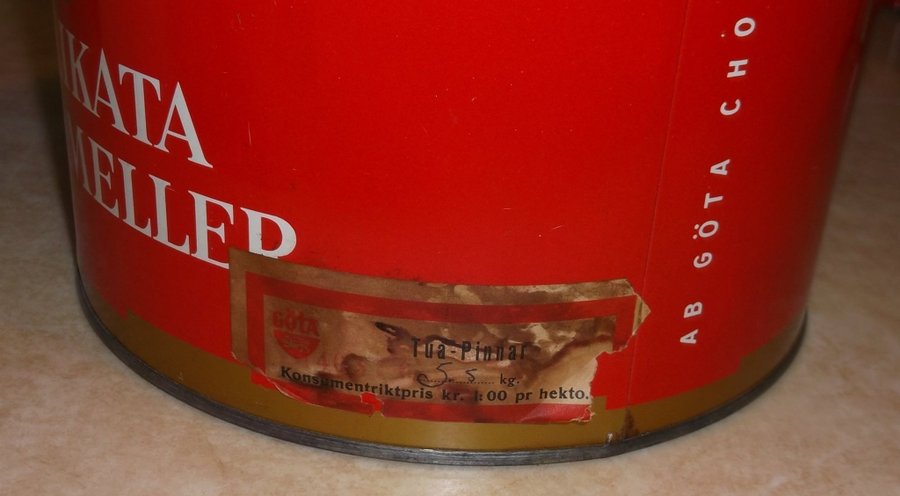 IKATA
MELLER
GÖTA
Tua-Pinnar
5.5 kg.
Konsumentriktpris kr. 1:00 pr hekto.
AB GÖTA CHO